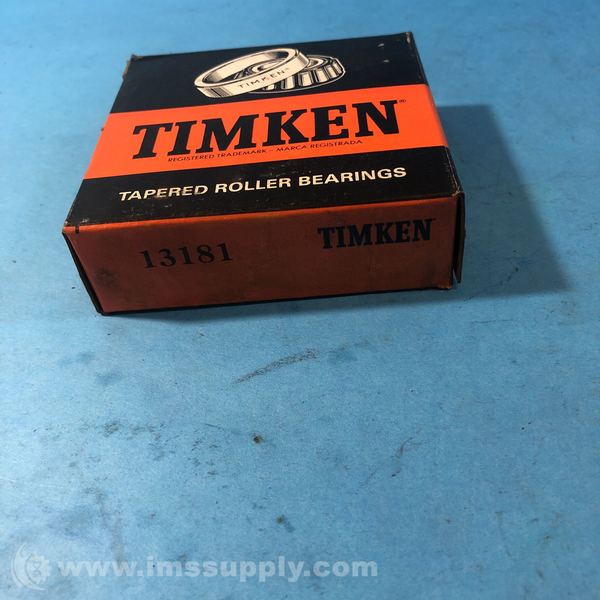 TIMKEN
TIMKEN®
REGISTERED TRADEMARK - MARCA REGISTRADA
TAPERED ROLLER BEARINGS
13181 TIMKEN
www.imssupply.com